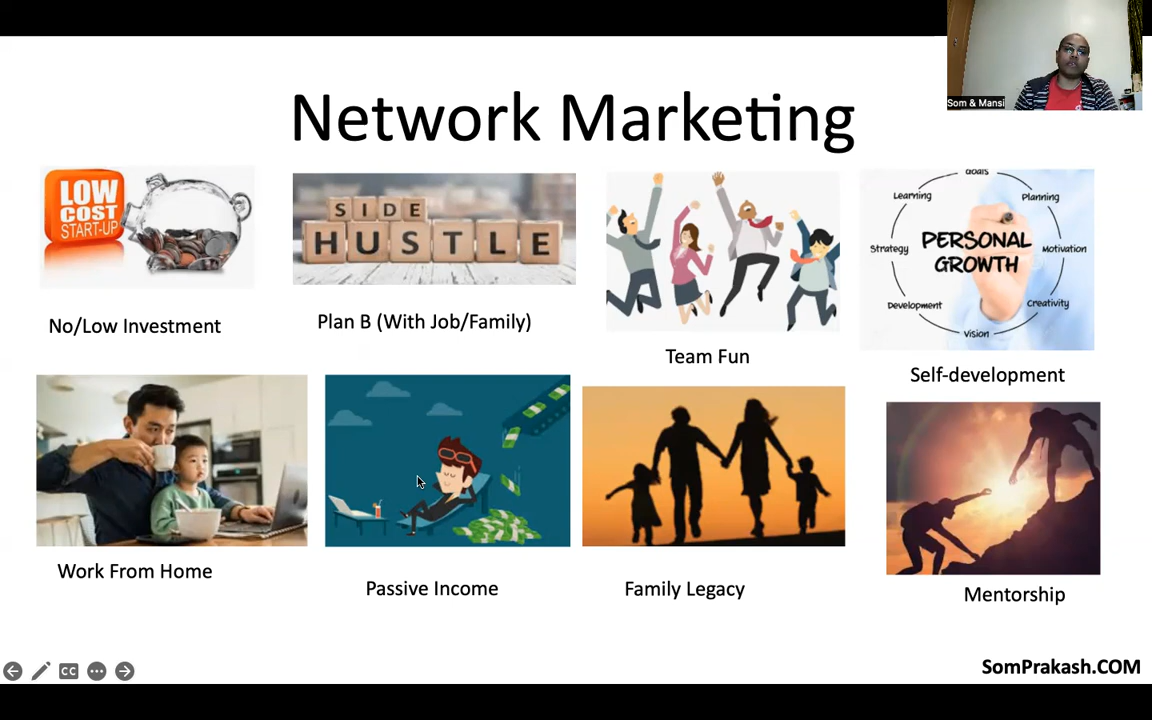 Som & Mansi
Network Marketing
LOW
COST
START-UP
No/Low Investment
SIDE
HUSTLE
Plan B (With Job/Family)
Team Fun
Goals
Learning
Planning
Strategy
PERSONAL
GROWTH
Motivation
Development
Creativity
Vision
Self-development
Work From Home
Passive Income
Family Legacy
Mentorship
CC
SomPrakash.COM